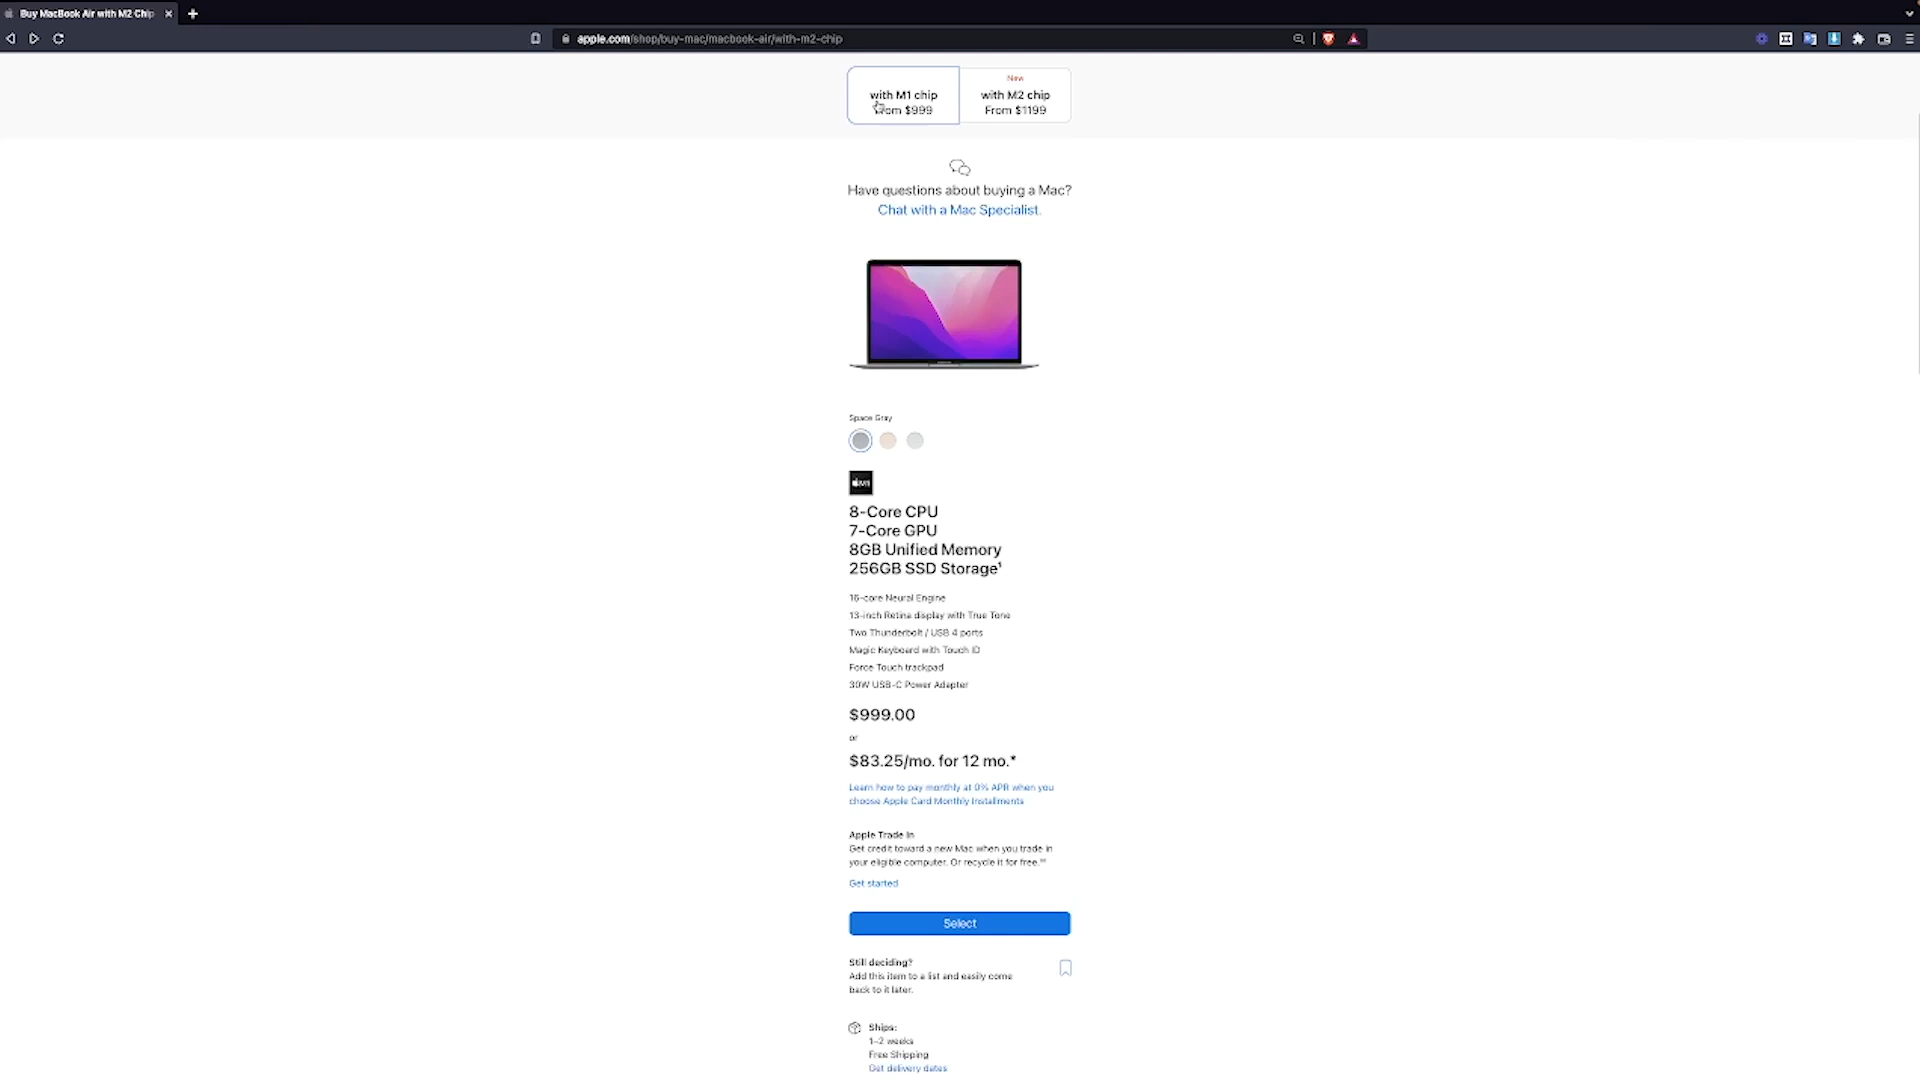 Buy MacBook Air with M2 Chip
apple.com/shop/buy-mac/macbook-air/with-m2-chip
with M1 chip
From $999
New
with M2 chip
From $1199
Have questions about buying a Mac?
Chat with a Mac Specialist.
Space Gray
M1
8-Core CPU
7-Core GPU
8GB Unified Memory
256GB SSD Storage¹
16-core Neural Engine
13-inch Retina display with True Tone
Two Thunderbolt / USB 4 ports
Magic Keyboard with Touch ID
Force Touch trackpad
30W USB-C Power Adapter
$999.00
or
$83.25/mo. for 12 mo.*
Learn how to pay monthly at 0% APR when you
choose Apple Card Monthly Installments
Apple Trade In
Get credit toward a new Mac when you trade in
your eligible computer. Or recycle it for free.**
Get started
Select
Still deciding?
Add this item to a list and easily come
back to it later.
Ships:
1–2 weeks
Free Shipping
Get delivery dates